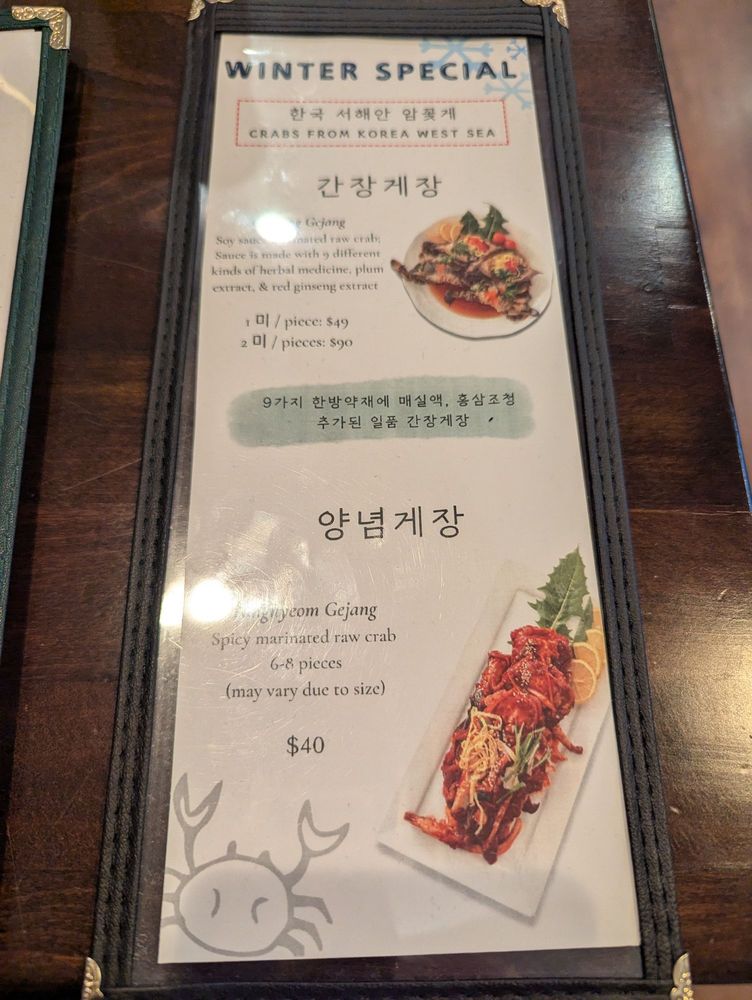 WINTER SPECIAL
한국 서해안 암꽃게
CRABS FROM KOREA WEST SEA
간장게장
Gejang
Soy sauce marinated raw crab;
Sauce is made with 9 different
kinds of herbal medicine, plum
extract, & red ginseng extract
1 미 / piece: $49
2 미 / pieces: $90
9가지 한방약재에 매실액, 홍삼조청
추가된 일품 간장게장
양념게장
Yangnyeom Gejang
Spicy marinated raw crab
6-8 pieces
(may vary due to size)
$40